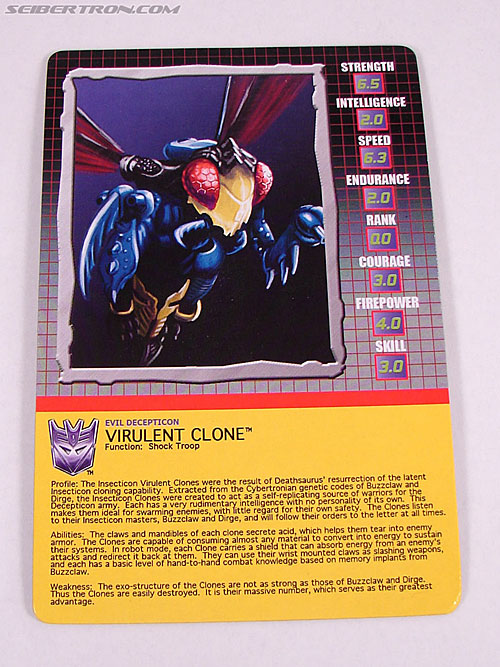 SEIBERTRON.COM
STRENGTH
6.5
INTELLIGENCE
2.0
SPEED
6.3
ENDURANCE
2.0
RANK
0.0
COURAGE
3.0
FIREPOWER
4.0
SKILL
3.0
EVIL DECEPTICON
VIRULENT CLONE™
Function: Shock Troop
TM
Profile: The Insecticon Virulent Clones were the result of Deathsaurus' resurrection of the latent
Insecticon cloning capability. Extracted from the Cybertronian genetic codes of Buzzclaw and
Dirge, the Insecticon Clones were created to act as a self-replicating source of warriors for the
Decepticon army. Each has a very rudimentary intelligence with no personality of its own. This
makes them ideal for swarming enemies, with little regard for their own safety. The Clones listen
to their Insecticon masters, Buzzclaw and Dirge, and will follow their orders to the letter at all times.
Abilities: The claws and mandibles of each clone secrete acid, which helps them tear into enemy
armor. The Clones are capable of consuming almost any material to convert into energy to sustain
their systems. In robot mode, each Clone carries a shield that can absorb energy from an enemy's
attacks and redirect it back at them. They can use their wrist mounted claws as slashing weapons,
and each has a basic level of hand-to-hand combat knowledge based on memory implants from
Buzzclaw.
Weakness: The exo-structure of the Clones are not as strong as those of Buzzclaw and Dirge.
Thus the Clones are easily destroyed. It is their massive number, which serves as their greatest
advantage.